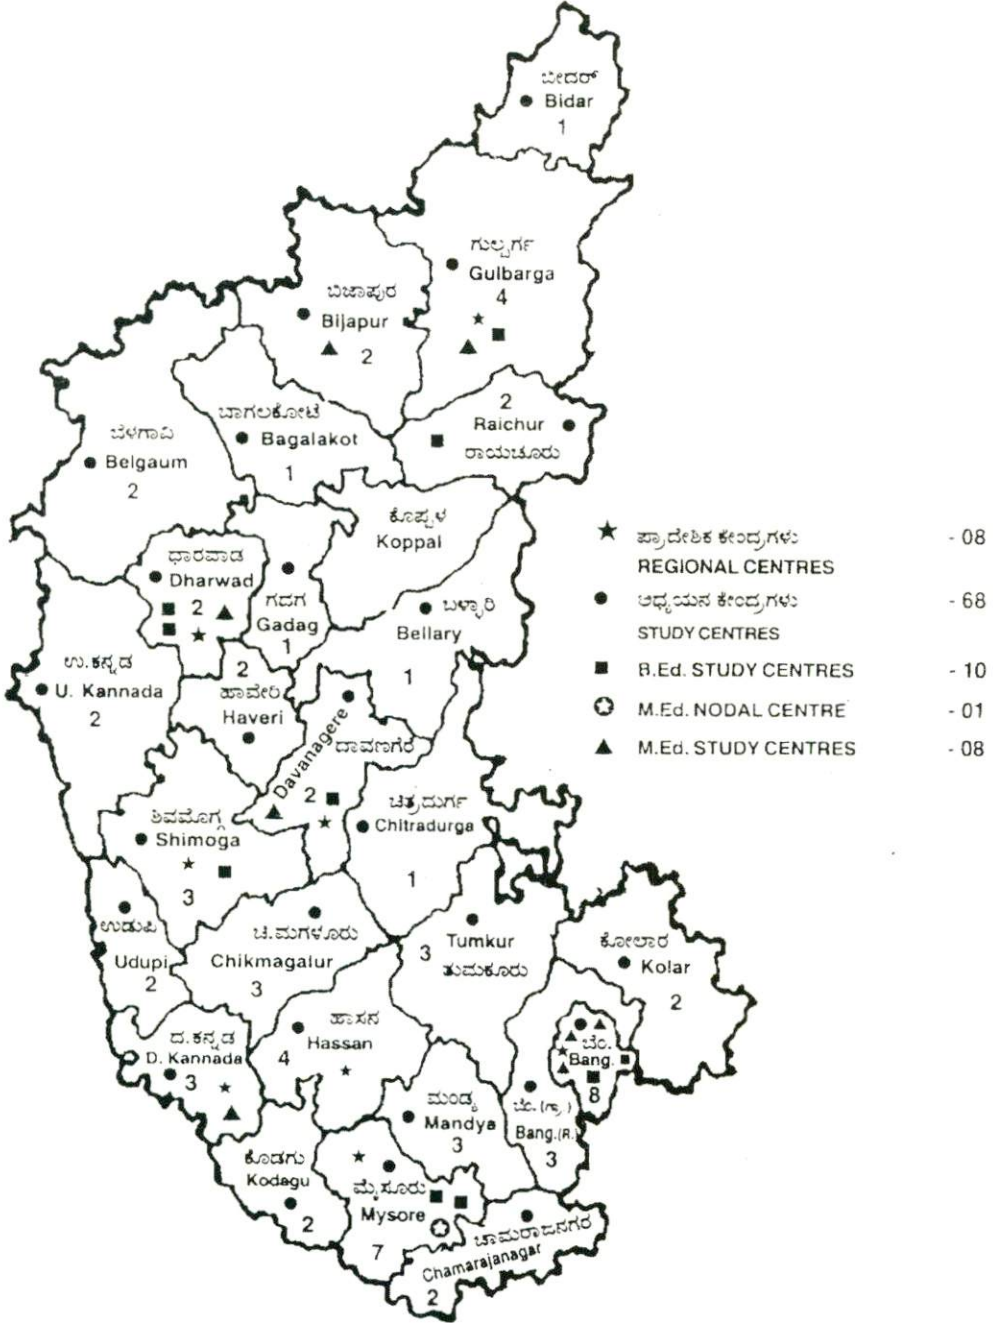 ಬೀದರ್
Bidar
1
ಗುಲ್ಬರ್ಗ
Gulbarga
4
ಬಿಜಾಪುರ
Bijapur
2
2
Raichur
ರಾಯಚೂರು
ಬಾಗಲಕೋಟೆ
Bagalakot
1
ಬೆಳಗಾವಿ
Belgaum
2
ಕೊಪ್ಪಳ
Koppal
ಧಾರವಾಡ
Dharwad
2
ಗದಗ
Gadag
1
ಬಳ್ಳಾರಿ
Bellary
1
ಉ.ಕನ್ನಡ
U. Kannada
2
2
ಹಾವೇರಿ
Haveri
Davanagere
ದಾವಣಗೆರೆ
2
ಚಿತ್ರದುರ್ಗ
Chitradurga
1
ಶಿವಮೊಗ್ಗ
Shimoga
3
ಉಡುಪಿ
Udupi
2
ಚಿ.ಮಗಳೂರು
Chikmagalur
3
3
Tumkur
ತುಮಕೂರು
ಕೋಲಾರ
Kolar
2
ಹಾಸನ
Hassan
4
ದ.ಕನ್ನಡ
D. Kannada
3
ಬೆಂ.
Bang.
8
ಬೆಂ.(ಗ್ರಾ.)
Bang.(R.)
3
ಮಂಡ್ಯ
Mandya
3
ಕೊಡಗು
Kodagu
2
ಮೈಸೂರು
Mysore
7
ಚಾಮರಾಜನಗರ
Chamarajanagar
2
ಪ್ರಾದೇಶಿಕ ಕೇಂದ್ರಗಳು - 08
REGIONAL CENTRES
ಅಧ್ಯಯನ ಕೇಂದ್ರಗಳು - 68
STUDY CENTRES
B.Ed. STUDY CENTRES - 10
M.Ed. NODAL CENTRE - 01
M.Ed. STUDY CENTRES - 08